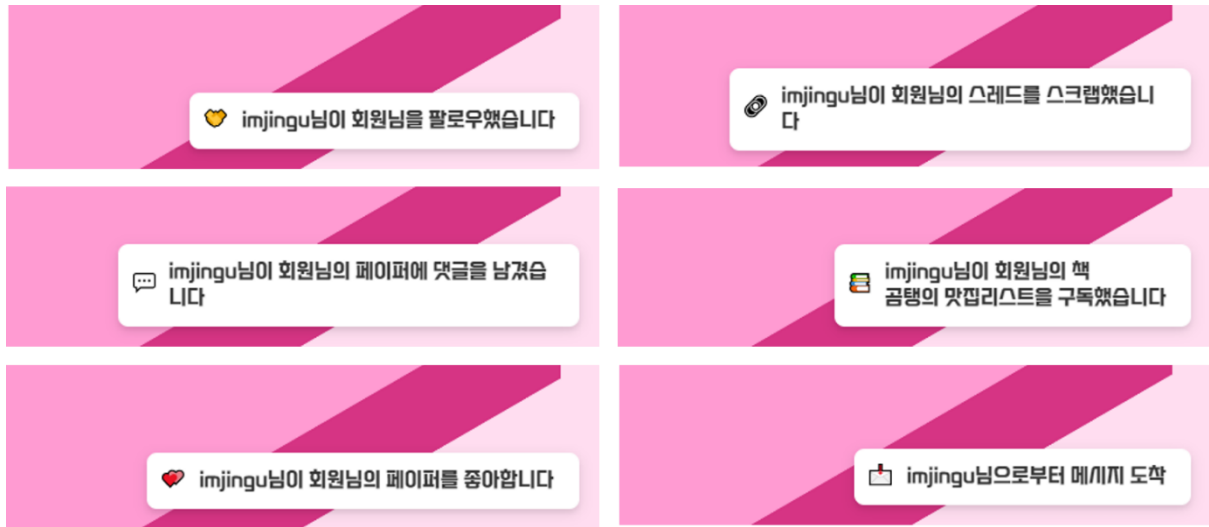 imjingu님이 회원님을 팔로우했습니다
imjingu님이 회원님의 스레드를 스크랩했습니
다
imjingu님이 회원님의 페이퍼에 댓글을 남겼습
니다
imjingu님이 회원님의 책
곰탱의 맛집리스트을 구독했습니다
imjingu님이 회원님의 페이퍼를 좋아합니다
imjingu님으로부터 메시지 도착